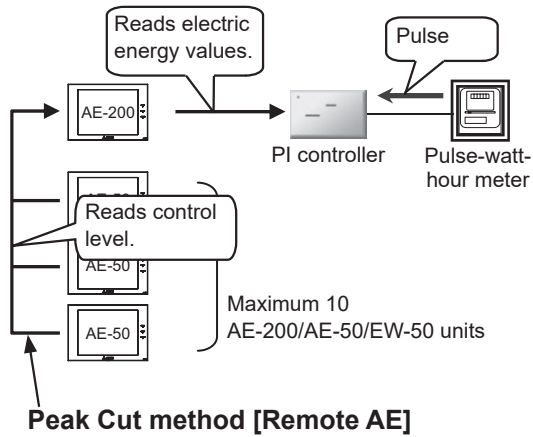 Reads electric
energy values.
Pulse
AE-200
PI controller
Pulse-watt-
hour meter
Reads control
level.
AE-50
AE-50
Maximum 10
AE-200/AE-50/EW-50 units
Peak Cut method [Remote AE]